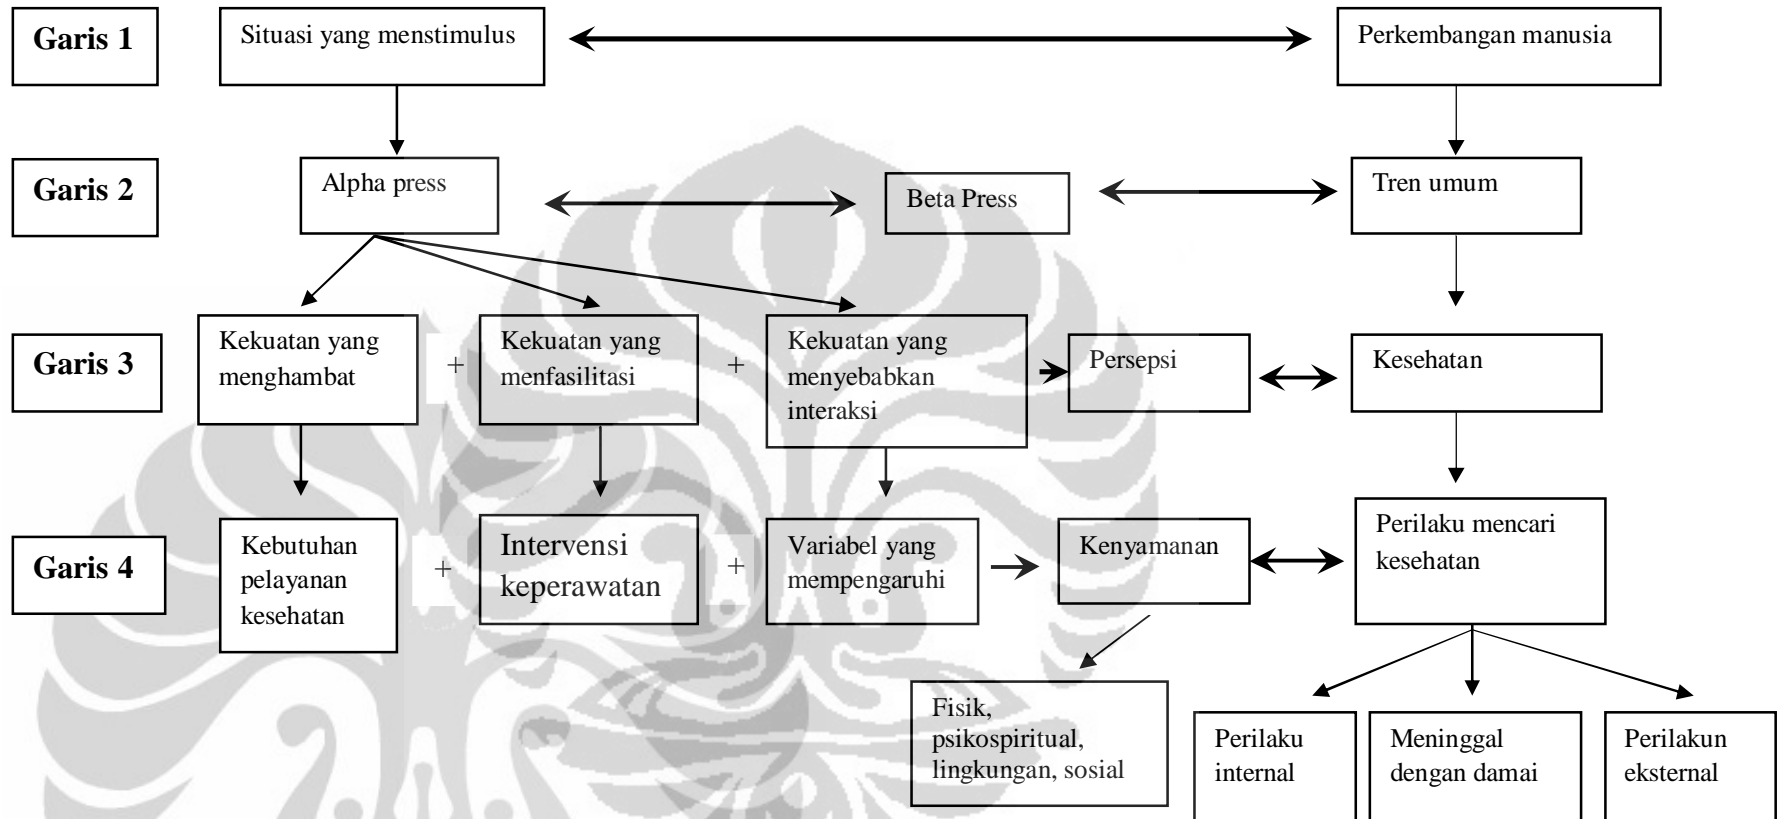 Garis 1
Situasi yang menstimulus
Perkembangan manusia
Garis 2
Alpha press
Beta Press
Tren umum
Garis 3
Kekuatan yang
menghambat
+
Kekuatan yang
menfasilitasi
+
Kekuatan yang
menyebabkan
interaksi
Persepsi
Kesehatan
Garis 4
Kebutuhan
pelayanan
kesehatan
+
Intervensi
keperawatan
+
Variabel yang
mempengaruhi
Kenyamanan
Perilaku mencari
kesehatan
Fisik,
psikospiritual,
lingkungan, sosial
Perilaku
internal
Meninggal
dengan damai
Perilakun
eksternal